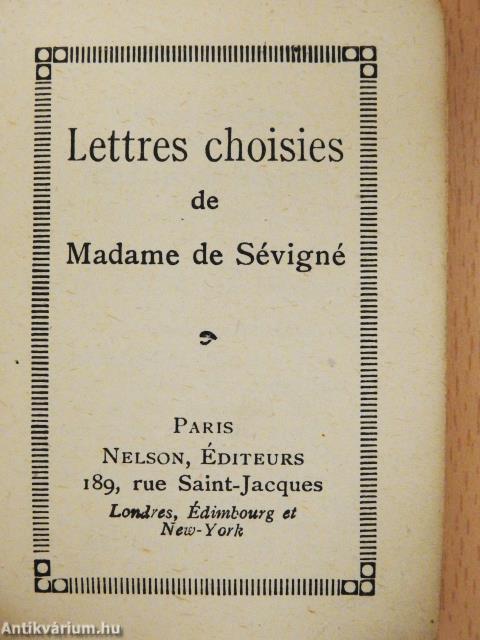 Lettres choisies
de
Madame de Sévigné
Paris
Nelson, Éditeurs
189, rue Saint-Jacques
Londres, Édimbourg et
New-York
Antikvárium.hu